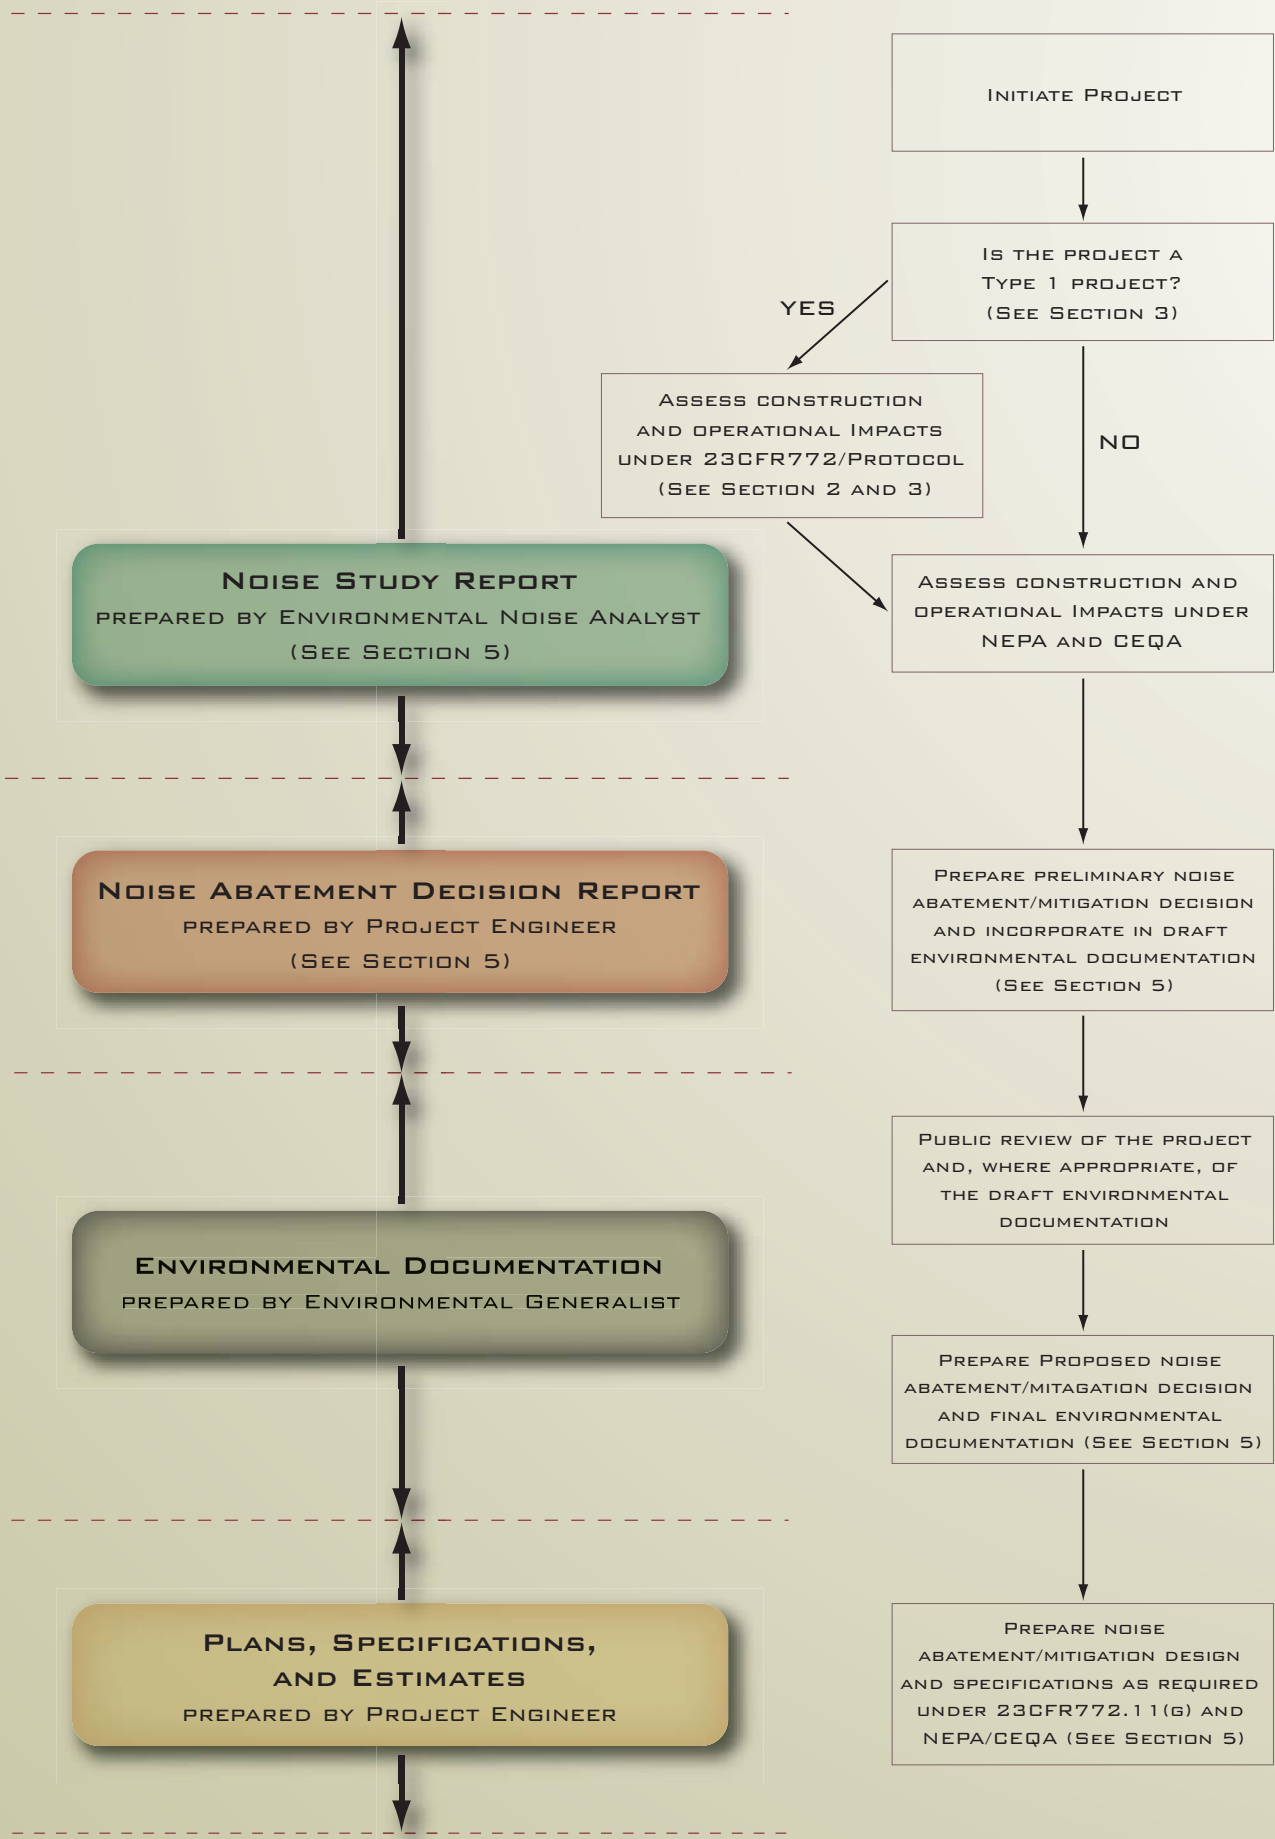 Initiate Project
Is the project a
Type 1 project?
(See Section 3)
YES
NO
Assess construction
and operational Impacts
under 23CFR772/Protocol
(See Section 2 and 3)
Assess construction and
operational Impacts under
NEPA and CEQA
Noise Study Report
prepared by Environmental Noise Analyst
(See Section 5)
Noise Abatement Decision Report
prepared by Project Engineer
(See Section 5)
Prepare preliminary noise
abatement/mitigation decision
and incorporate in draft
environmental documentation
(See Section 5)
Public review of the project
and, where appropriate, of
the draft environmental
documentation
Environmental Documentation
prepared by Environmental Generalist
Prepare Proposed noise
abatement/mitagation decision
and final environmental
documentation (See Section 5)
Plans, Specifications,
and Estimates
prepared by Project Engineer
Prepare noise
abatement/mitigation design
and specifications as required
under 23CFR772.11(g) and
NEPA/CEQA (See Section 5)